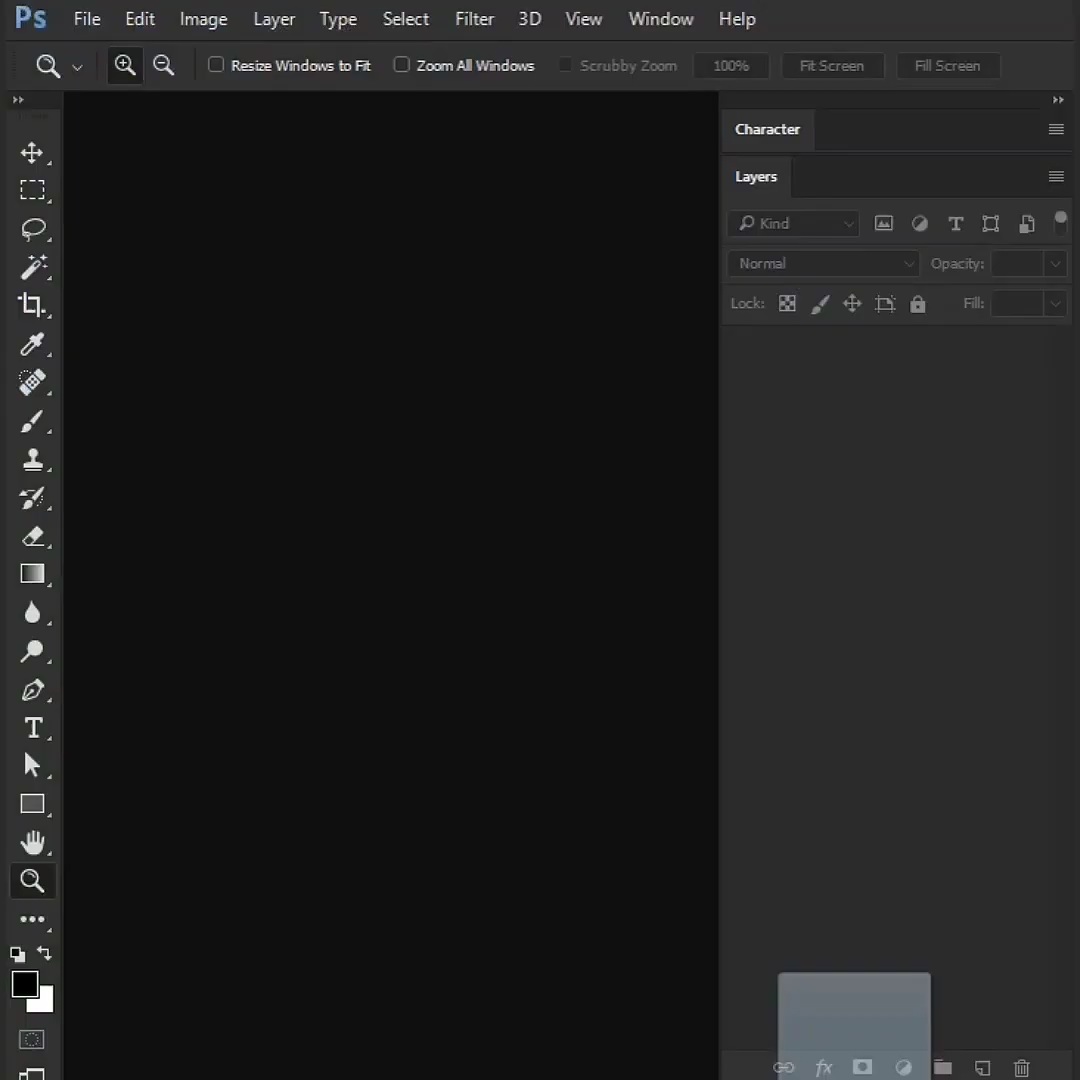 Ps File Edit Image Layer Type Select Filter 3D View Window Help
Resize Windows to Fit Zoom All Windows Scrubby Zoom 100% Fit Screen Fill Screen
Character
Layers
Kind
Normal Opacity:
Lock: Fill:
T
fx